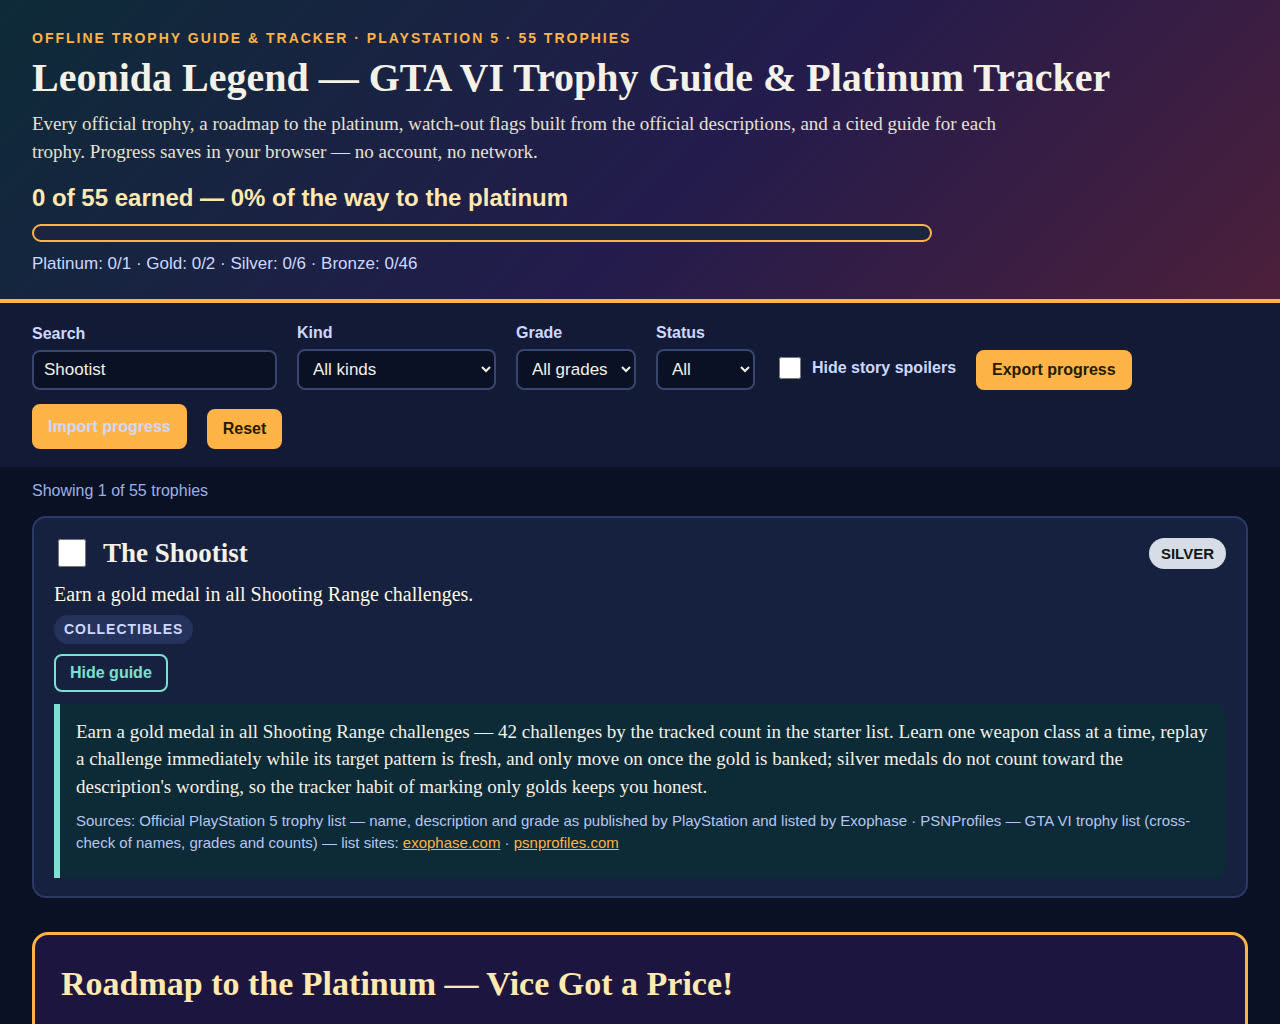 OFFLINE TROPHY GUIDE & TRACKER · PLAYSTATION 5 · 55 TROPHIES
Leonida Legend — GTA VI Trophy Guide & Platinum Tracker
Every official trophy, a roadmap to the platinum, watch-out flags built from the official descriptions, and a cited guide for each
trophy. Progress saves in your browser — no account, no network.
0 of 55 earned — 0% of the way to the platinum
Platinum: 0/1 · Gold: 0/2 · Silver: 0/6 · Bronze: 0/46
Search
Kind
Grade
Status
Shootist
All kinds
All grades
All
Hide story spoilers
Export progress
Import progress
Reset
Showing 1 of 55 trophies
The Shootist
SILVER
Earn a gold medal in all Shooting Range challenges.
COLLECTIBLES
Hide guide
Earn a gold medal in all Shooting Range challenges — 42 challenges by the tracked count in the starter list. Learn one weapon class at a time, replay
a challenge immediately while its target pattern is fresh, and only move on once the gold is banked; silver medals do not count toward the
description's wording, so the tracker habit of marking only golds keeps you honest.
Sources: Official PlayStation 5 trophy list — name, description and grade as published by PlayStation and listed by Exophase · PSNProfiles — GTA VI trophy list (cross-
check of names, grades and counts) — list sites: exophase.com · psnprofiles.com
Roadmap to the Platinum — Vice Got a Price!